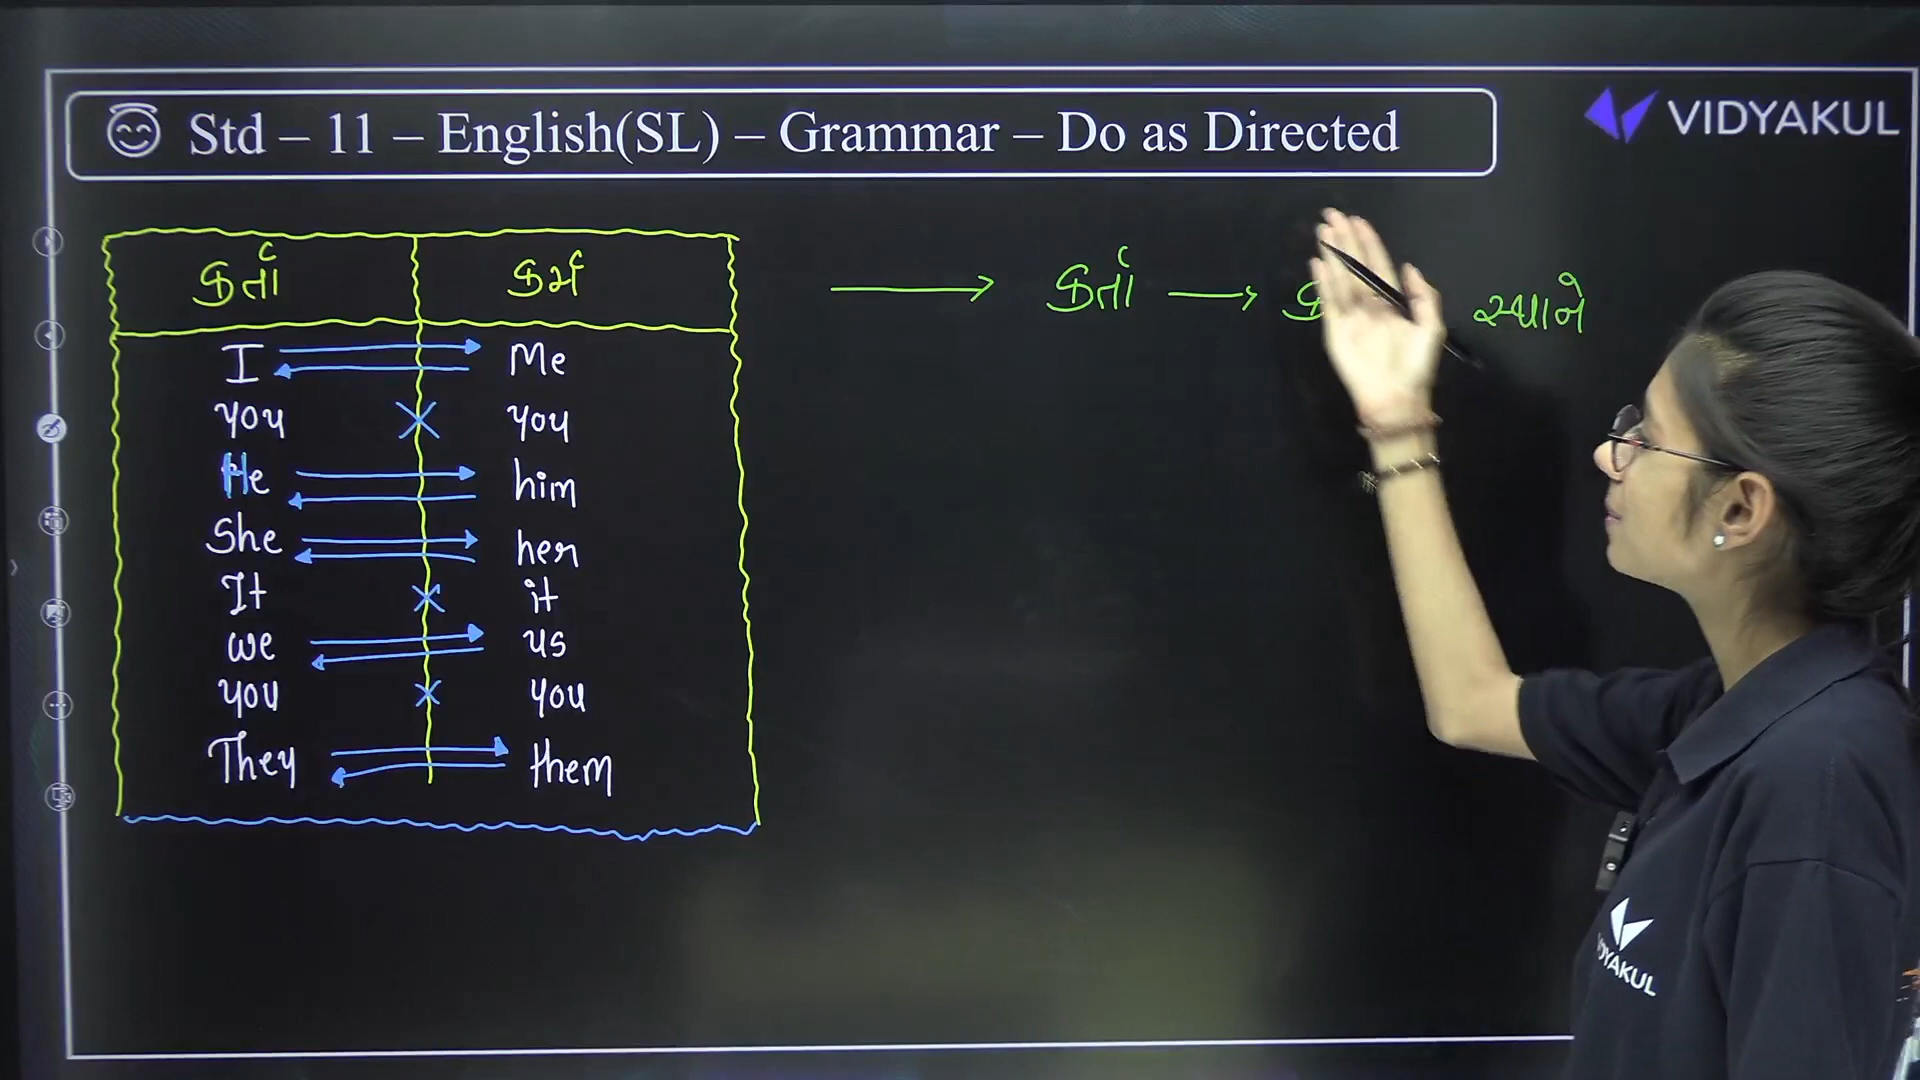 Std – 11 – English(SL) – Grammar – Do as Directed
VIDYAKUL
કર્તા કર્મ
કર્તા સ્થાને
I Me
you you
He him
She her
It it
we us
you you
They them